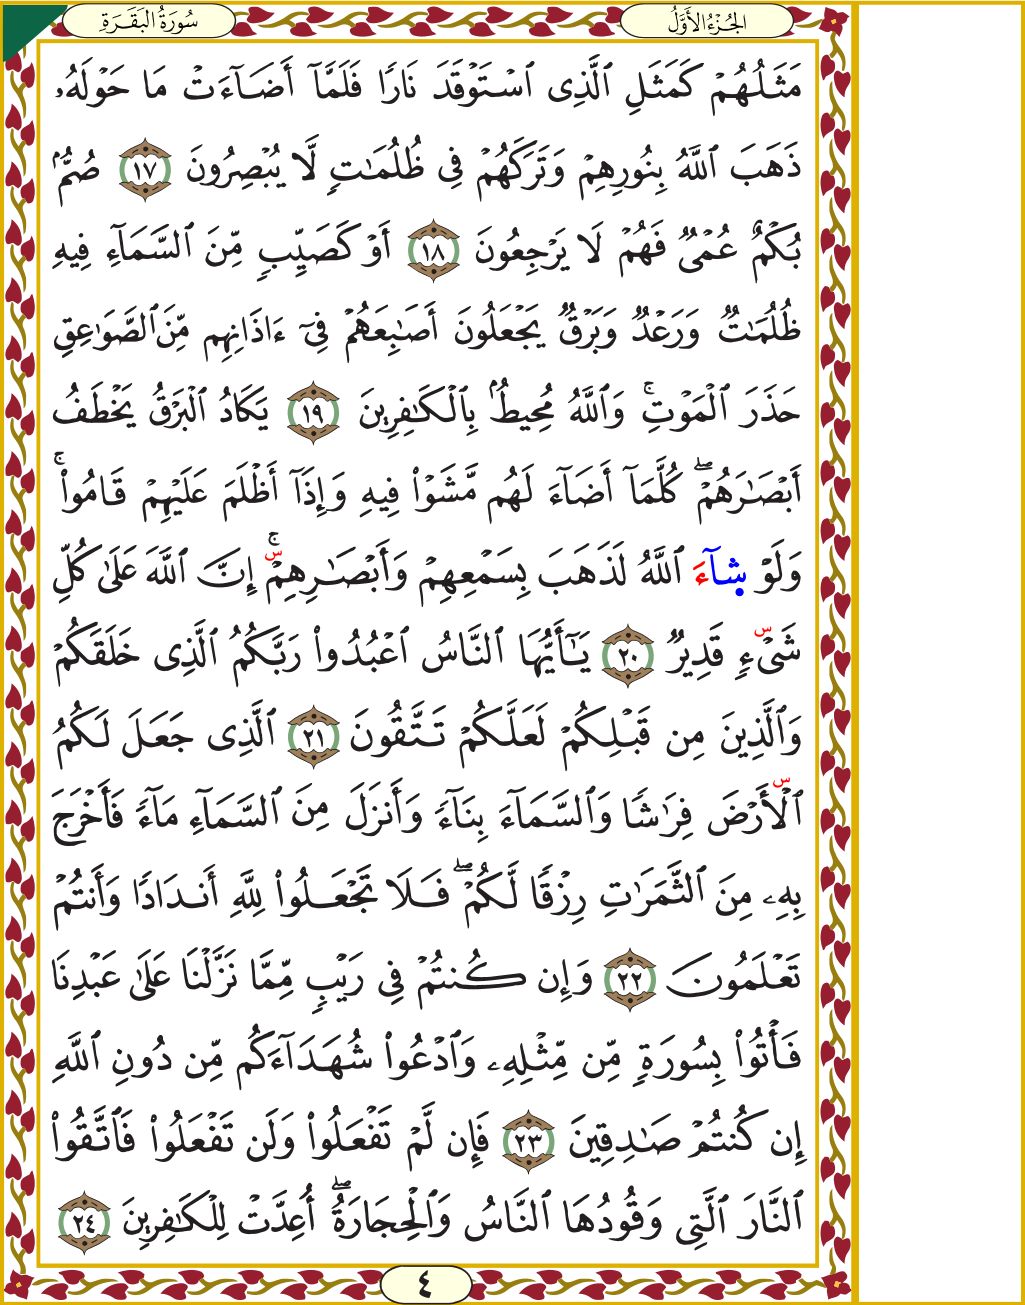 الجُزْءُ الأَوَّلُ
سُورَةُ البَقَرَةِ
مَثَلُهُمْ كَمَثَلِ ٱلَّذِى ٱسْتَوْقَدَ نَارًا فَلَمَّآ أَضَآءَتْ مَا حَوْلَهُۥ
ذَهَبَ ٱللَّهُ بِنُورِهِمْ وَتَرَكَهُمْ فِى ظُلُمَٰتٍ لَّا يُبْصِرُونَ ١٧ صُمٌّۢ
بُكْمٌ عُمْىٌ فَهُمْ لَا يَرْجِعُونَ ١٨ أَوْ كَصَيِّبٍ مِّنَ ٱلسَّمَآءِ فِيهِ
ظُلُمَٰتٌ وَرَعْدٌ وَبَرْقٌ يَجْعَلُونَ أَصَٰبِعَهُمْ فِىٓ ءَاذَانِهِم مِّنَ ٱلصَّوَٰعِقِ
حَذَرَ ٱلْمَوْتِ ۚ وَٱللَّهُ مُحِيطٌۢ بِٱلْكَٰفِرِينَ ١٩ يَكَادُ ٱلْبَرْقُ يَخْطَفُ
أَبْصَٰرَهُمْ ۖ كُلَّمَآ أَضَآءَ لَهُم مَّشَوْا۟ فِيهِ وَإِذَآ أَظْلَمَ عَلَيْهِمْ قَامُوا۟ ۚ
وَلَوْ شَآءَ ٱللَّهُ لَذَهَبَ بِسَمْعِهِمْ وَأَبْصَٰرِهِمْ ۚ إِنَّ ٱللَّهَ عَلَىٰ كُلِّ
شَىْءٍ قَدِيرٌ ٢٠ يَٰٓأَيُّهَا ٱلنَّاسُ ٱعْبُدُوا۟ رَبَّكُمُ ٱلَّذِى خَلَقَكُمْ
وَٱلَّذِينَ مِن قَبْلِكُمْ لَعَلَّكُمْ تَتَّقُونَ ٢١ ٱلَّذِى جَعَلَ لَكُمُ
ٱلْأَرْضَ فِرَٰشًا وَٱلسَّمَآءَ بِنَآءً وَأَنزَلَ مِنَ ٱلسَّمَآءِ مَآءً فَأَخْرَجَ
بِهِۦ مِنَ ٱلثَّمَرَٰتِ رِزْقًا لَّكُمْ ۖ فَلَا تَجْعَلُوا۟ لِلَّهِ أَندَادًا وَأَنتُمْ
تَعْلَمُونَ ٢٢ وَإِن كُنتُمْ فِى رَيْبٍ مِّمَّا نَزَّلْنَا عَلَىٰ عَبْدِنَا
فَأْتُوا۟ بِسُورَةٍ مِّن مِّثْلِهِۦ وَٱدْعُوا۟ شُهَدَآءَكُم مِّن دُونِ ٱللَّهِ
إِن كُنتُمْ صَٰدِقِينَ ٢٣ فَإِن لَّمْ تَفْعَلُوا۟ وَلَن تَفْعَلُوا۟ فَٱتَّقُوا۟
ٱلنَّارَ ٱلَّتِى وَقُودُهَا ٱلنَّاسُ وَٱلْحِجَارَةُ ۖ أُعِدَّتْ لِلْكَٰفِرِينَ ٢٤
٤